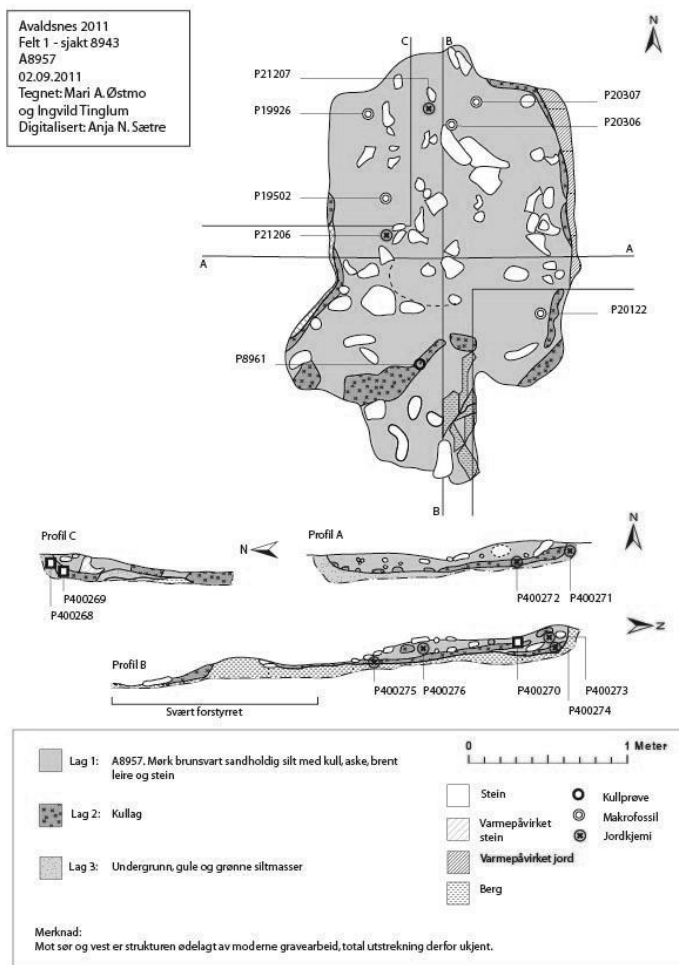 Avaldsnes 2011
Felt 1 - sjakt 8943
A8957
02.09.2011
Tegnet: Mari A. Østmo
og Ingvild Tinglum
Digitalisert: Anja N. Sætre
N
C
B
P21207
P19926
P20307
P20306
P19502
P21206
A
A
P20122
P8961
B
Profil C
N
P400269
P400268
Profil A
N
P400272
P400271
Profil B
N
P400275
P400276
P400270
P400273
P400274
Svært forstyrret
Lag 1: A8957. Mørk brunsvart sandholdig silt med kull, aske, brent
leire og stein
Lag 2: Kullag
Lag 3: Undergrunn, gule og grønne siltmasser
0 1 Meter
Stein
Varmepåvirket
stein
Varmepåvirket jord
Berg
Kullprøve
Makrofossil
Jordkjemi
Merknad:
Mot sør og vest er strukturen ødelagt av moderne gravearbeid, total utstrekning derfor ukjent.